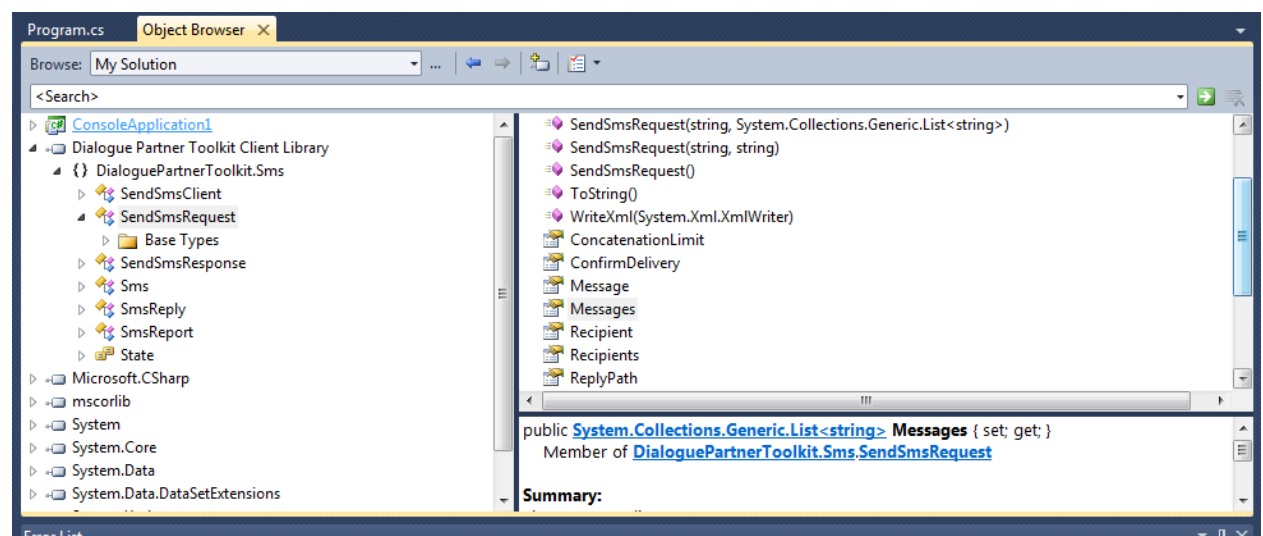 Program.cs
Object Browser
Browse: My Solution
...
<Search>
ConsoleApplication1
Dialogue Partner Toolkit Client Library
{} DialoguePartnerToolkit.Sms
SendSmsClient
SendSmsRequest
Base Types
SendSmsResponse
Sms
SmsReply
SmsReport
State
Microsoft.CSharp
mscorlib
System
System.Core
System.Data
System.Data.DataSetExtensions
SendSmsRequest(string, System.Collections.Generic.List<string>)
SendSmsRequest(string, string)
SendSmsRequest()
ToString()
WriteXml(System.Xml.XmlWriter)
ConcatenationLimit
ConfirmDelivery
Message
Messages
Recipient
Recipients
ReplyPath
public System.Collections.Generic.List<string> Messages { set; get; }
Member of DialoguePartnerToolkit.Sms.SendSmsRequest
Summary:
Error List